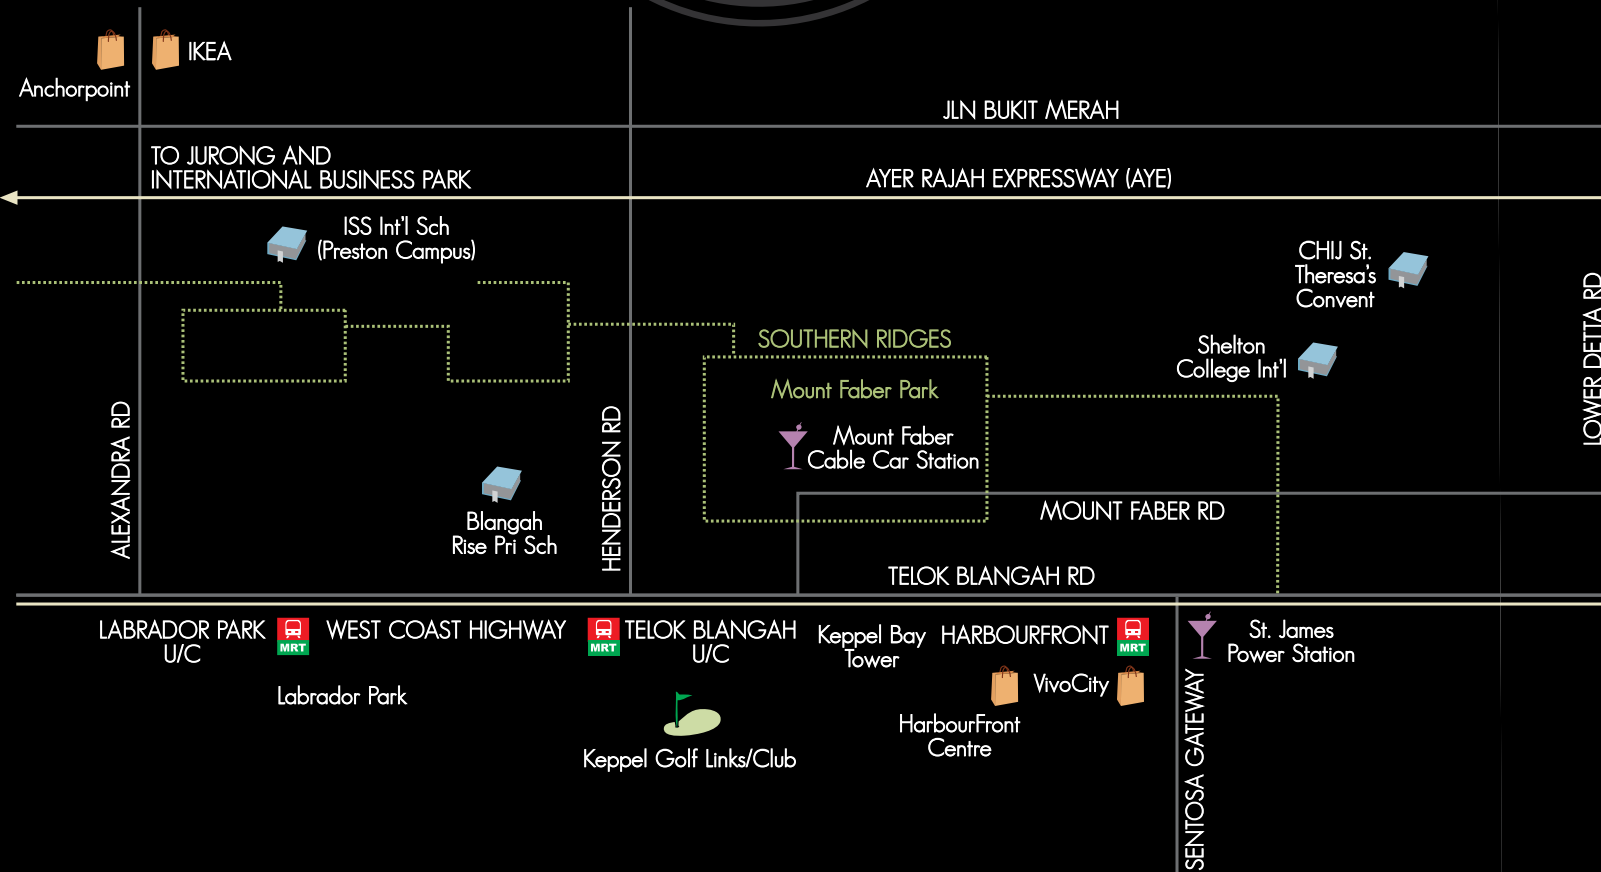 IKEA
Anchorpoint
JLN BUKIT MERAH
TO JURONG AND
INTERNATIONAL BUSINESS PARK
AYER RAJAH EXPRESSWAY (AYE)
ISS Int'l Sch
(Preston Campus)
CHIJ St.
Theresa's
Convent
LOWER DETTA RD
Shelton
College Int'l
SOUTHERN RIDGES
Mount Faber Park
Mount Faber
Cable Car Station
ALEXANDRA RD
HENDERSON RD
Blangah
Rise Pri Sch
MOUNT FABER RD
TELOK BLANGAH RD
LABRADOR PARK
U/C
MRT
WEST COAST HIGHWAY
MRT
TELOK BLANGAH
U/C
Keppel Bay
Tower
HARBOURFRONT
MRT
St. James
Power Station
Labrador Park
VivoCity
HarbourFront
Centre
Keppel Golf Links/Club
SENTOSA GATEWAY